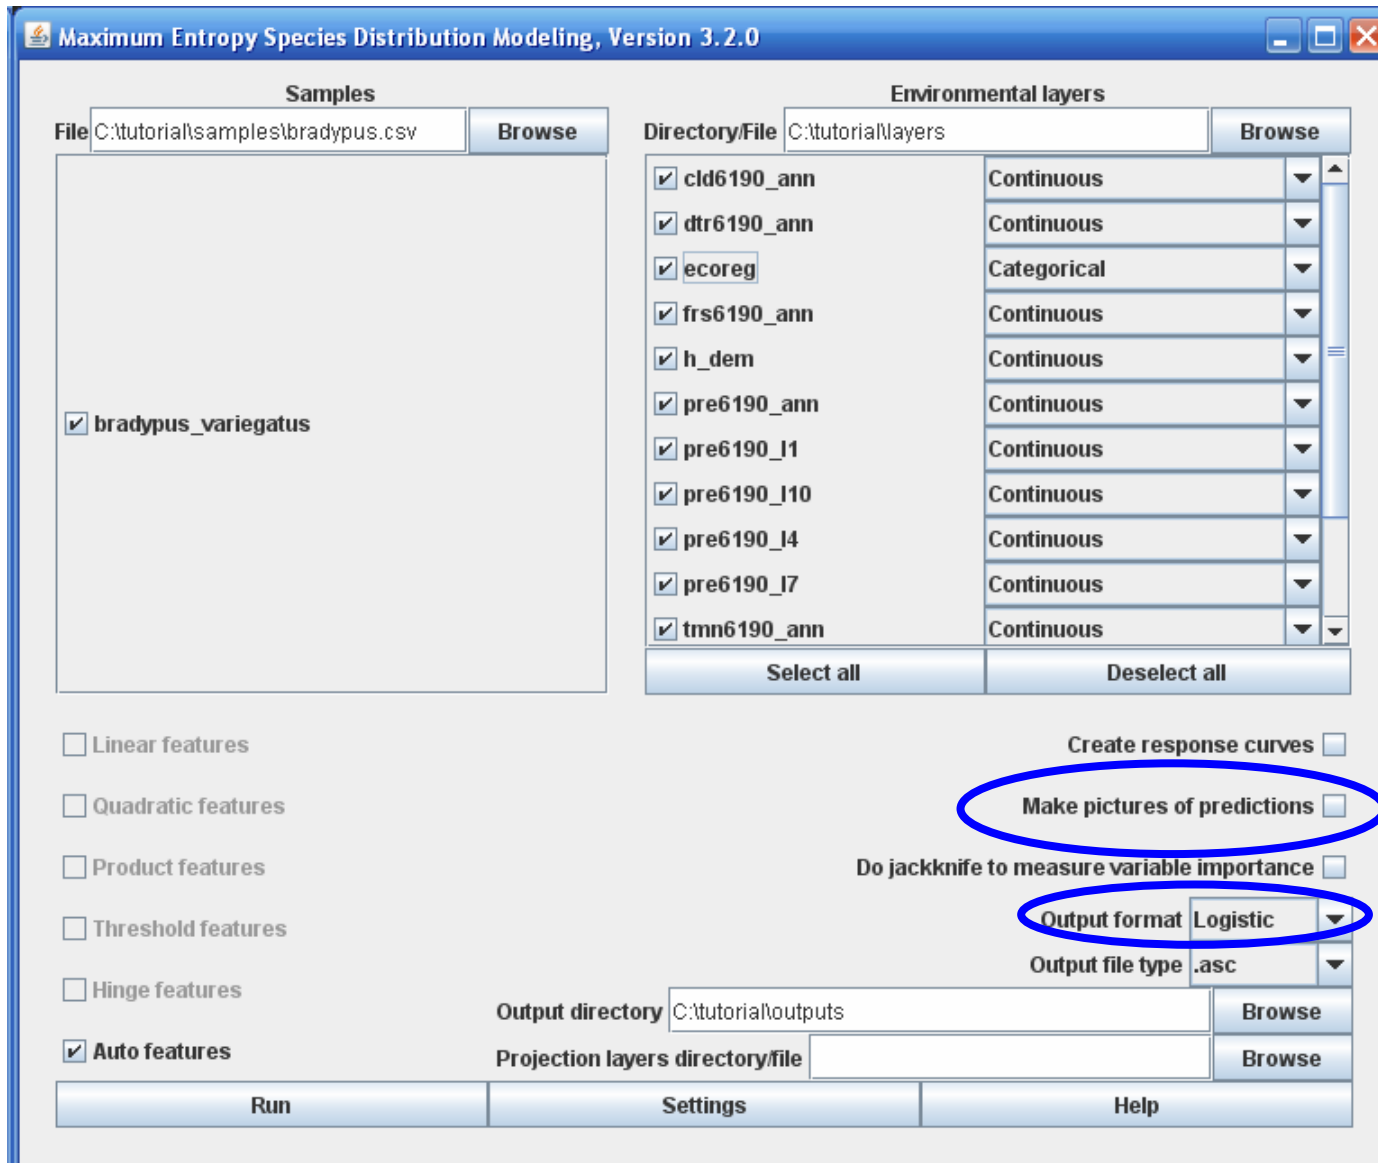 Maximum Entropy Species Distribution Modeling, Version 3.2.0
Samples
File C:\tutorial\samples\bradypus.csv Browse
bradypus_variegatus
Environmental layers
Directory/File C:\tutorial\layers Browse
cld6190_ann Continuous
dtr6190_ann Continuous
ecoreg Categorical
frs6190_ann Continuous
h_dem Continuous
pre6190_ann Continuous
pre6190_l1 Continuous
pre6190_l10 Continuous
pre6190_l4 Continuous
pre6190_l7 Continuous
tmn6190_ann Continuous
Select all Deselect all
Linear features
Quadratic features
Product features
Threshold features
Hinge features
Auto features
Create response curves
Make pictures of predictions
Do jackknife to measure variable importance
Output format Logistic
Output file type .asc
Output directory C:\tutorial\outputs Browse
Projection layers directory/file Browse
Run Settings Help